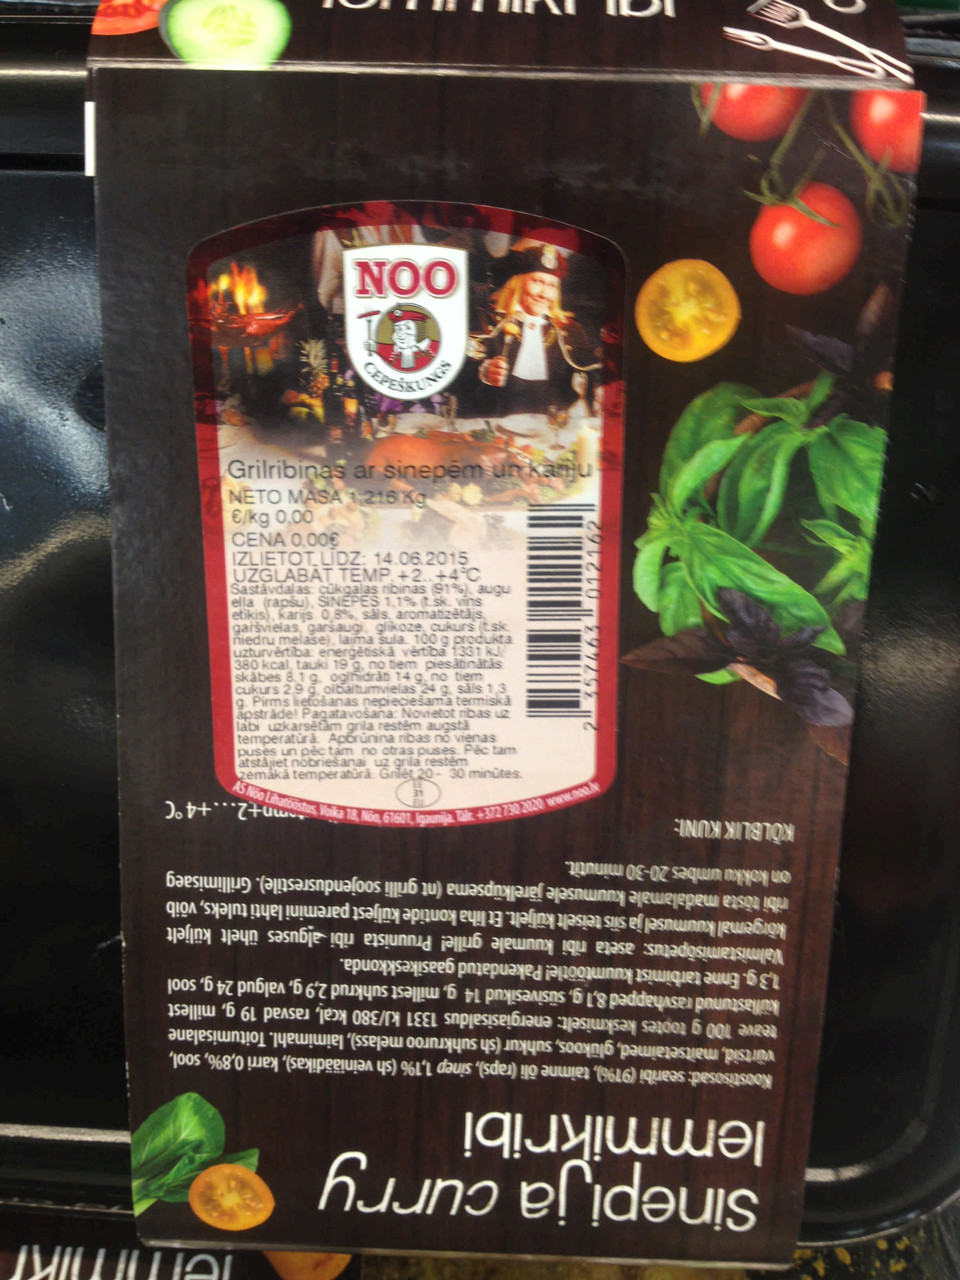 NOO
CEPEŠKUNGS
Grilribiņas ar sinepēm un kariju
NETO MASA 1,216 Kg
€/kg 0,00
CENA 0,00€
IZLIETOT LĪDZ: 14.06.2015
UZGLABĀT TEMP.+2..+4°C
Sastāvdaļas: cūkgaļas ribiņas (91%), augu
eļļa (rapšu), SINEPES 1,1% (t.sk. vīns
etiķis), karijs 0,8%, sāls, aromatizētājs,
garšvielas, garšaugi, glikoze, cukurs (t.sk.
niedru melase), laima sula. 100 g produkta
uzturvērtība: enerģētiskā vērtība 1331 kJ/
380 kcal, tauki 19 g, no tiem piesātinātās
skābes 8,1 g, ogļhidrāti 14 g, no tiem
cukurs 2,9 g, olbaltumvielas 24 g, sāls 1,3
g. Pirms lietošanas nepieciešama termiskā
apstrāde! Pagatavošana: Novietot ribas uz
labi uzkarsētām grila restēm augstā
temperatūrā. Apbrūnina ribas no vienas
puses un pēc tam no otras puses. Pēc tam
atstājiet nobriešanai uz grila restēm
zemākā temperatūrā. Grilēt 20 - 30 minūtes.
2 357463 012162
EE
31
EU
AS Nõo Lihatööstus, Voika 18, Nõo, 61601, Igaunija. Tālr. +372 730 2020 www.noo.lv
Sinepi ja curry
lemmikribi
Koostisosad: searibi (91%), taimne õli (raps), sinep 1,1% (sh veiniäädikas), karri 0,8%, sool,
vürtsid, maitsetaimed, glükoos, suhkur (sh suhkruroo melass), laimimahl. Toitumisalane
teave 100 g tootes keskmiselt: energiasisaldus 1331 kJ/380 kcal, rasvad 19 g, millest
küllastunud rasvhapped 8,1 g, süsivesikud 14 g, millest suhkrud 2,9 g, valgud 24 g, sool
1,3 g. Enne tarbimist kuumtöötle! Pakendatud gaasikeskkonda.
Valmistamisõpetus: aseta ribi kuumale grillile! Pruunista ribi alguses ühelt küljelt
kõrgemal kuumusel ja siis teiselt küljelt. Et liha kontide küljest paremini lahti tuleks, võib
ribi tõsta madalamale kuumusele järelküpsema (nt grilli soojendusrestile). Grillimisaeg
on kokku umbes 20-30 minutit.
KÕLBLIK KUNI:
+2...+4°C
lemmikribi